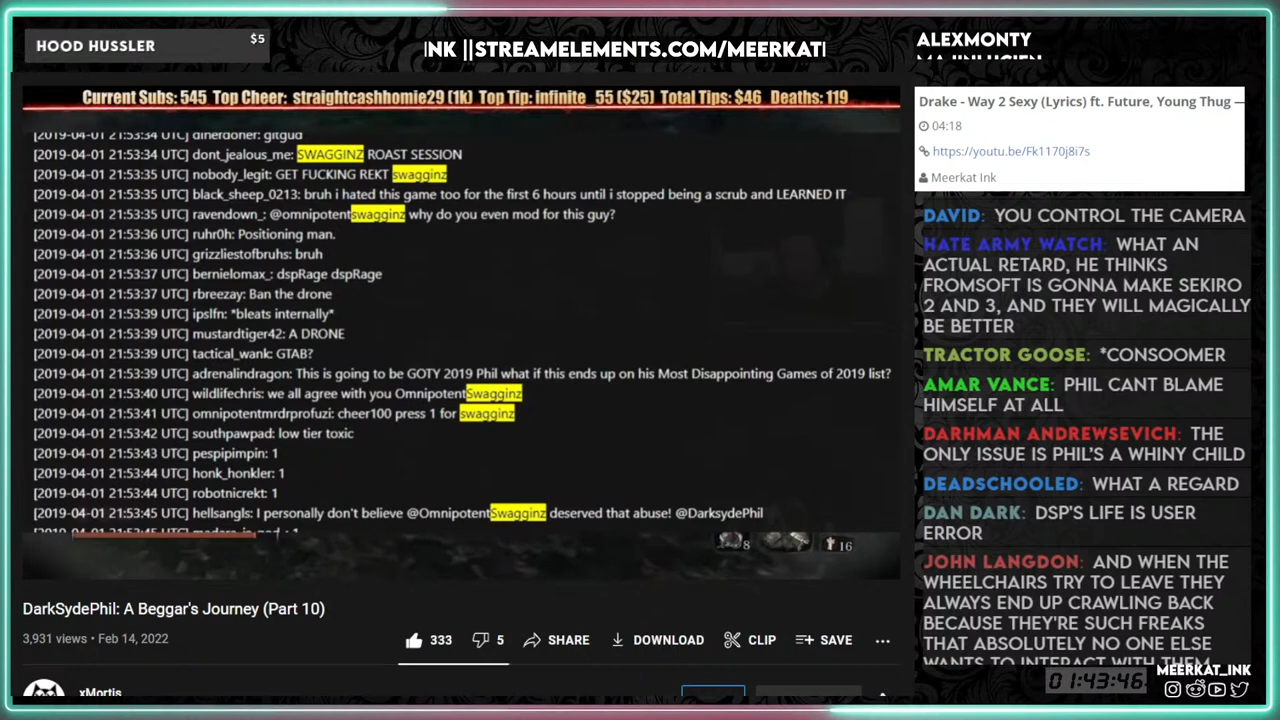 HOOD HUSSLER
$5
INK ||STREAMELEMENTS.COM/MEERKATI
ALEXMONTY
Current Subs: 545 Top Cheer: straightcashhomie29 (1k) Top Tip: infinite_55 ($25) Total Tips: $46 Deaths: 119
[2019-04-01 21:53:34 UTC] dinerdoner: gitgud
[2019-04-01 21:53:34 UTC] dont_jealous_me: SWAGGINZ ROAST SESSION
[2019-04-01 21:53:35 UTC] nobody_legit: GET FUCKING REKT swagginz
[2019-04-01 21:53:35 UTC] black_sheep_0213: bruh i hated this game too for the first 6 hours until i stopped being a scrub and LEARNED IT
[2019-04-01 21:53:35 UTC] ravendown_: @omnipotentswagginz why do you even mod for this guy?
[2019-04-01 21:53:36 UTC] ruhr0h: Positioning man.
[2019-04-01 21:53:36 UTC] grizzliestofbruhs: bruh
[2019-04-01 21:53:37 UTC] bernielomax_: dspRage dspRage
[2019-04-01 21:53:37 UTC] rbreezay: Ban the drone
[2019-04-01 21:53:39 UTC] ipslfn: *bleats internally*
[2019-04-01 21:53:39 UTC] mustardtiger42: A DRONE
[2019-04-01 21:53:39 UTC] tactical_wank: GTAB?
[2019-04-01 21:53:39 UTC] adrenalindragon: This is going to be GOTY 2019 Phil what if this ends up on his Most Disappointing Games of 2019 list?
[2019-04-01 21:53:40 UTC] wildlifechris: we all agree with you OmnipotentSwagginz
[2019-04-01 21:53:41 UTC] omnipotentmrdrprofuzi: cheer100 press 1 for swagginz
[2019-04-01 21:53:42 UTC] southpawpad: low tier toxic
[2019-04-01 21:53:43 UTC] pespipimpin: 1
[2019-04-01 21:53:44 UTC] honk_honkler: 1
[2019-04-01 21:53:44 UTC] robotnicrekt: 1
[2019-04-01 21:53:45 UTC] hellsangls: I personally don't believe @OmnipotentSwagginz deserved that abuse! @DarksydePhil
8
16
DarkSydePhil: A Beggar's Journey (Part 10)
3,931 views • Feb 14, 2022
333
5
SHARE
DOWNLOAD
CLIP
SAVE
xMortis
Drake - Way 2 Sexy (Lyrics) ft. Future, Young Thug —
04:18
https://youtu.be/Fk1170j8i7s
Meerkat Ink
DAVID: YOU CONTROL THE CAMERA
HATE ARMY WATCH: WHAT AN
ACTUAL RETARD, HE THINKS
FROMSOFT IS GONNA MAKE SEKIRO
2 AND 3, AND THEY WILL MAGICALLY
BE BETTER
TRACTOR GOOSE: *CONSOOMER
AMAR VANCE: PHIL CANT BLAME
HIMSELF AT ALL
DARHMAN ANDREWSEVICH: THE
ONLY ISSUE IS PHIL'S A WHINY CHILD
DEADSCHOOLED: WHAT A REGARD
DAN DARK: DSP'S LIFE IS USER
ERROR
JOHN LANGDON: AND WHEN THE
WHEELCHAIRS TRY TO LEAVE THEY
ALWAYS END UP CRAWLING BACK
BECAUSE THEY'RE SUCH FREAKS
THAT ABSOLUTELY NO ONE ELSE
WANTS TO INTERACT WITH THEM
01:43:46
MEERKAT_INK